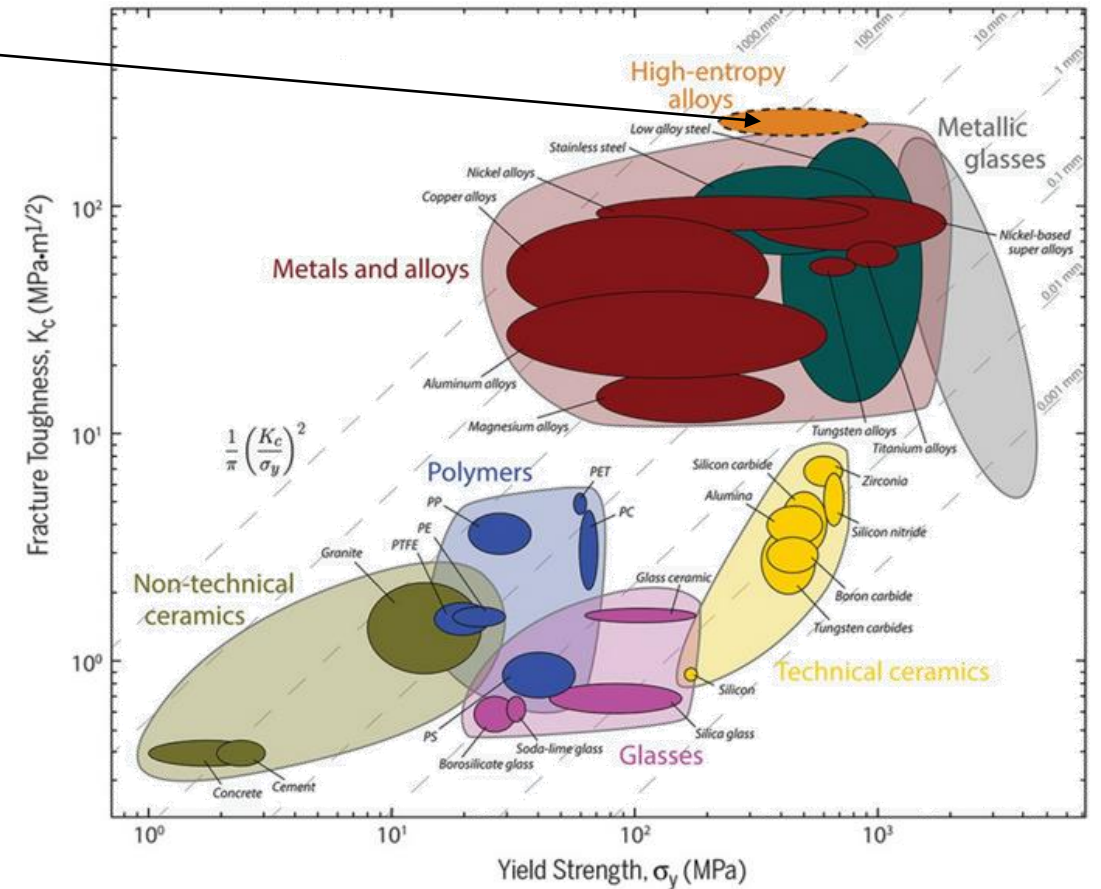 1000 mm
100 mm
10 mm
1 mm
0.1 mm
0.01 mm
0.001 mm
High-entropy
alloys
Low alloy steel
Stainless steel
Metallic
glasses
Nickel alloys
Copper alloys
Nickel-based
super alloys
Metals and alloys
Aluminum alloys
Magnesium alloys
Tungsten alloys
Titanium alloys
1/π (Kc/σy)²
Polymers
PET
PP
PC
PE
PTFE
Granite
Silicon carbide
Zirconia
Alumina
Silicon nitride
Non-technical
ceramics
Glass ceramic
Boron carbide
Tungsten carbides
Technical ceramics
Silicon
Silica glass
PS
Soda-lime glass
Borosilicate glass
Glasses
Concrete
Cement
Fracture Toughness, Kc (MPa•m1/2)
10²
10¹
10⁰
10⁰
10¹
10²
10³
Yield Strength, σy (MPa)